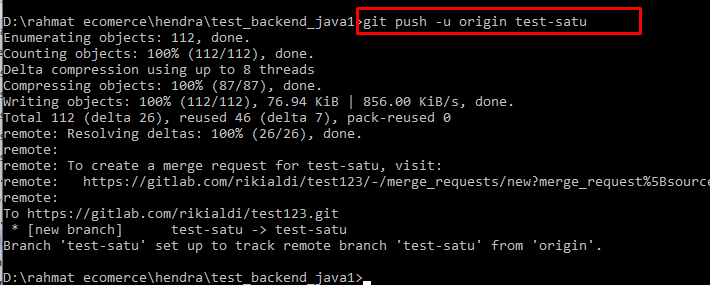 D:\rahmat ecomerce\hendra\test_backend_java1>git push -u origin test-satu
Enumerating objects: 112, done.
Counting objects: 100% (112/112), done.
Delta compression using up to 8 threads
Compressing objects: 100% (87/87), done.
Writing objects: 100% (112/112), 76.94 KiB | 856.00 KiB/s, done.
Total 112 (delta 26), reused 46 (delta 7), pack-reused 0
remote: Resolving deltas: 100% (26/26), done.
remote:
remote: To create a merge request for test-satu, visit:
remote:   https://gitlab.com/rikialdi/test123/-/merge_requests/new?merge_request%5Bsource
remote:
To https://gitlab.com/rikialdi/test123.git
 * [new branch]      test-satu -> test-satu
Branch 'test-satu' set up to track remote branch 'test-satu' from 'origin'.
D:\rahmat ecomerce\hendra\test_backend_java1>